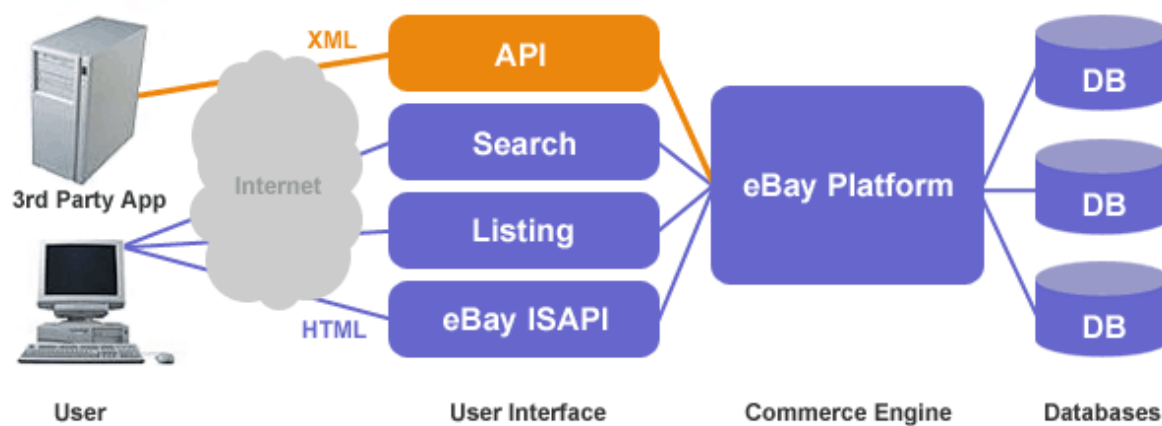 XML
API
DB
Search
3rd Party App
Internet
eBay Platform
DB
Listing
HTML
eBay ISAPI
DB
User
User Interface
Commerce Engine
Databases